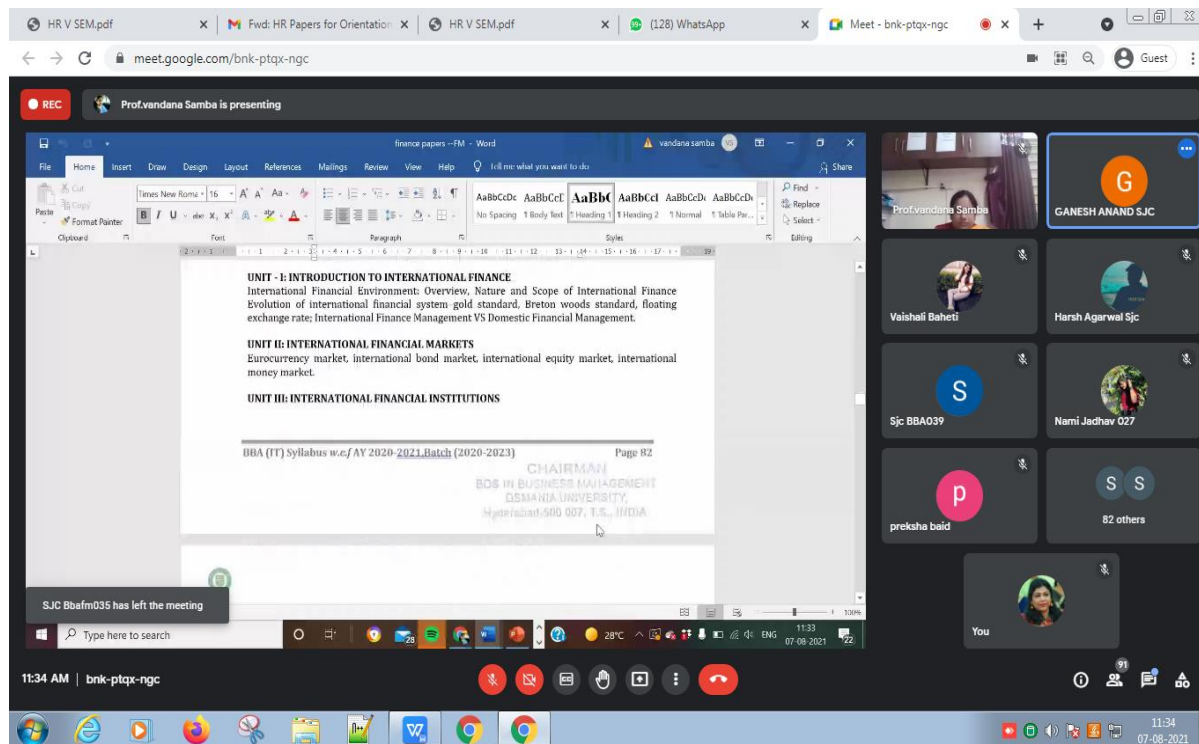 HR V SEM.pdf
Fwd: HR Papers for Orientation
HR V SEM.pdf
(128) WhatsApp
Meet - bnk-ptqx-ngc
meet.google.com/bnk-ptqx-ngc
Guest
REC
Prof.vandana Samba is presenting
finance papers --FM - Word
vandana samba
VS
File Home Insert Draw Design Layout References Mailings Review View Help Tell me what you want to do
Share
Cut
Copy
Paste
Format Painter
Times New Roma 16
AaBbCcDc AaBbCcE AaBbC AaBbCcI AaBbCcDc AaBbCcDc
No Spacing ¶ Body Text ¶ Heading 1 ¶ Heading 2 ¶ Normal ¶ Table Par...
Find
Replace
Select
Clipboard Font Paragraph Styles Editing
UNIT - I: INTRODUCTION TO INTERNATIONAL FINANCE
International Financial Environment: Overview, Nature and Scope of International Finance
Evolution of international financial system-gold standard, Breton woods standard, floating
exchange rate; International Finance Management VS Domestic Financial Management.
UNIT II: INTERNATIONAL FINANCIAL MARKETS
Eurocurrency market, international bond market, international equity market, international
money market.
UNIT III: INTERNATIONAL FINANCIAL INSTITUTIONS
BBA (IT) Syllabus w.e.f AY 2020-2021,Batch (2020-2023) Page 82
CHAIRMAN
BOS IN BUSINESS MANAGEMENT
OSMANIA UNIVERSITY,
Hyderabad-500 007, T.S., INDIA
100%
Type here to search
28
28°C
ENG
11:33
07-08-2021
22
Prof.vandana Samba
G
GANESH ANAND SJC
Vaishali Baheti
Harsh Agarwal Sjc
S
Sjc BBA039
Nami Jadhav 027
p
preksha baid
S S
82 others
You
SJC Bbafm035 has left the meeting
11:34 AM | bnk-ptqx-ngc
91
11:34
07-08-2021